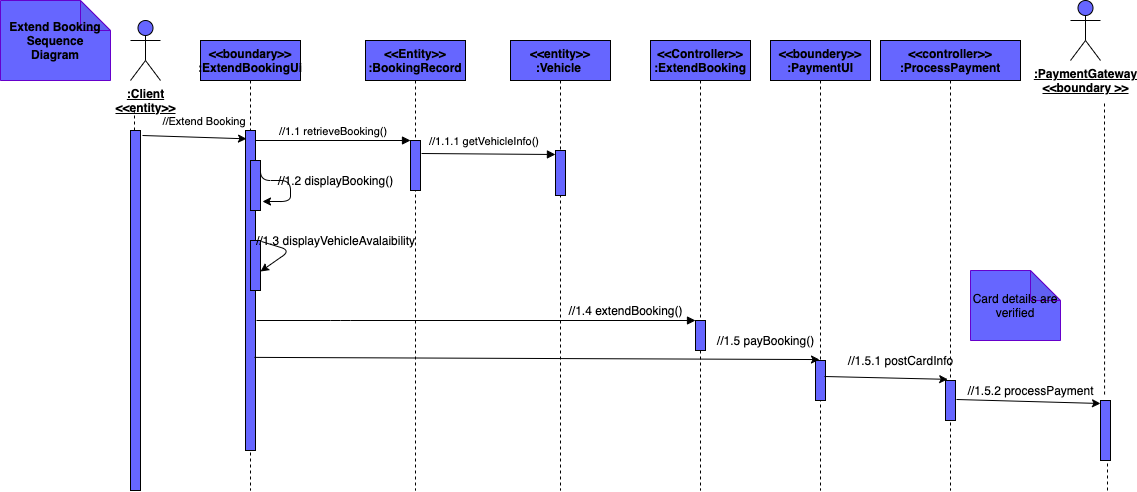 Extend Booking
Sequence
Diagram
:Client
<<entity>>
<<boundary>>
:ExtendBookingUi
<<Entity>>
:BookingRecord
<<entity>>
:Vehicle
<<Controller>>
:ExtendBooking
<<boundery>>
:PaymentUI
<<controller>>
:ProcessPayment
:PaymentGateway
<<boundary >>
//Extend Booking
//1.1 retrieveBooking()
//1.1.1 getVehicleInfo()
//1.2 displayBooking()
//1.3 displayVehicleAvalaibility
//1.4 extendBooking()
//1.5 payBooking()
//1.5.1 postCardInfo
//1.5.2 processPayment
Card details are
verified